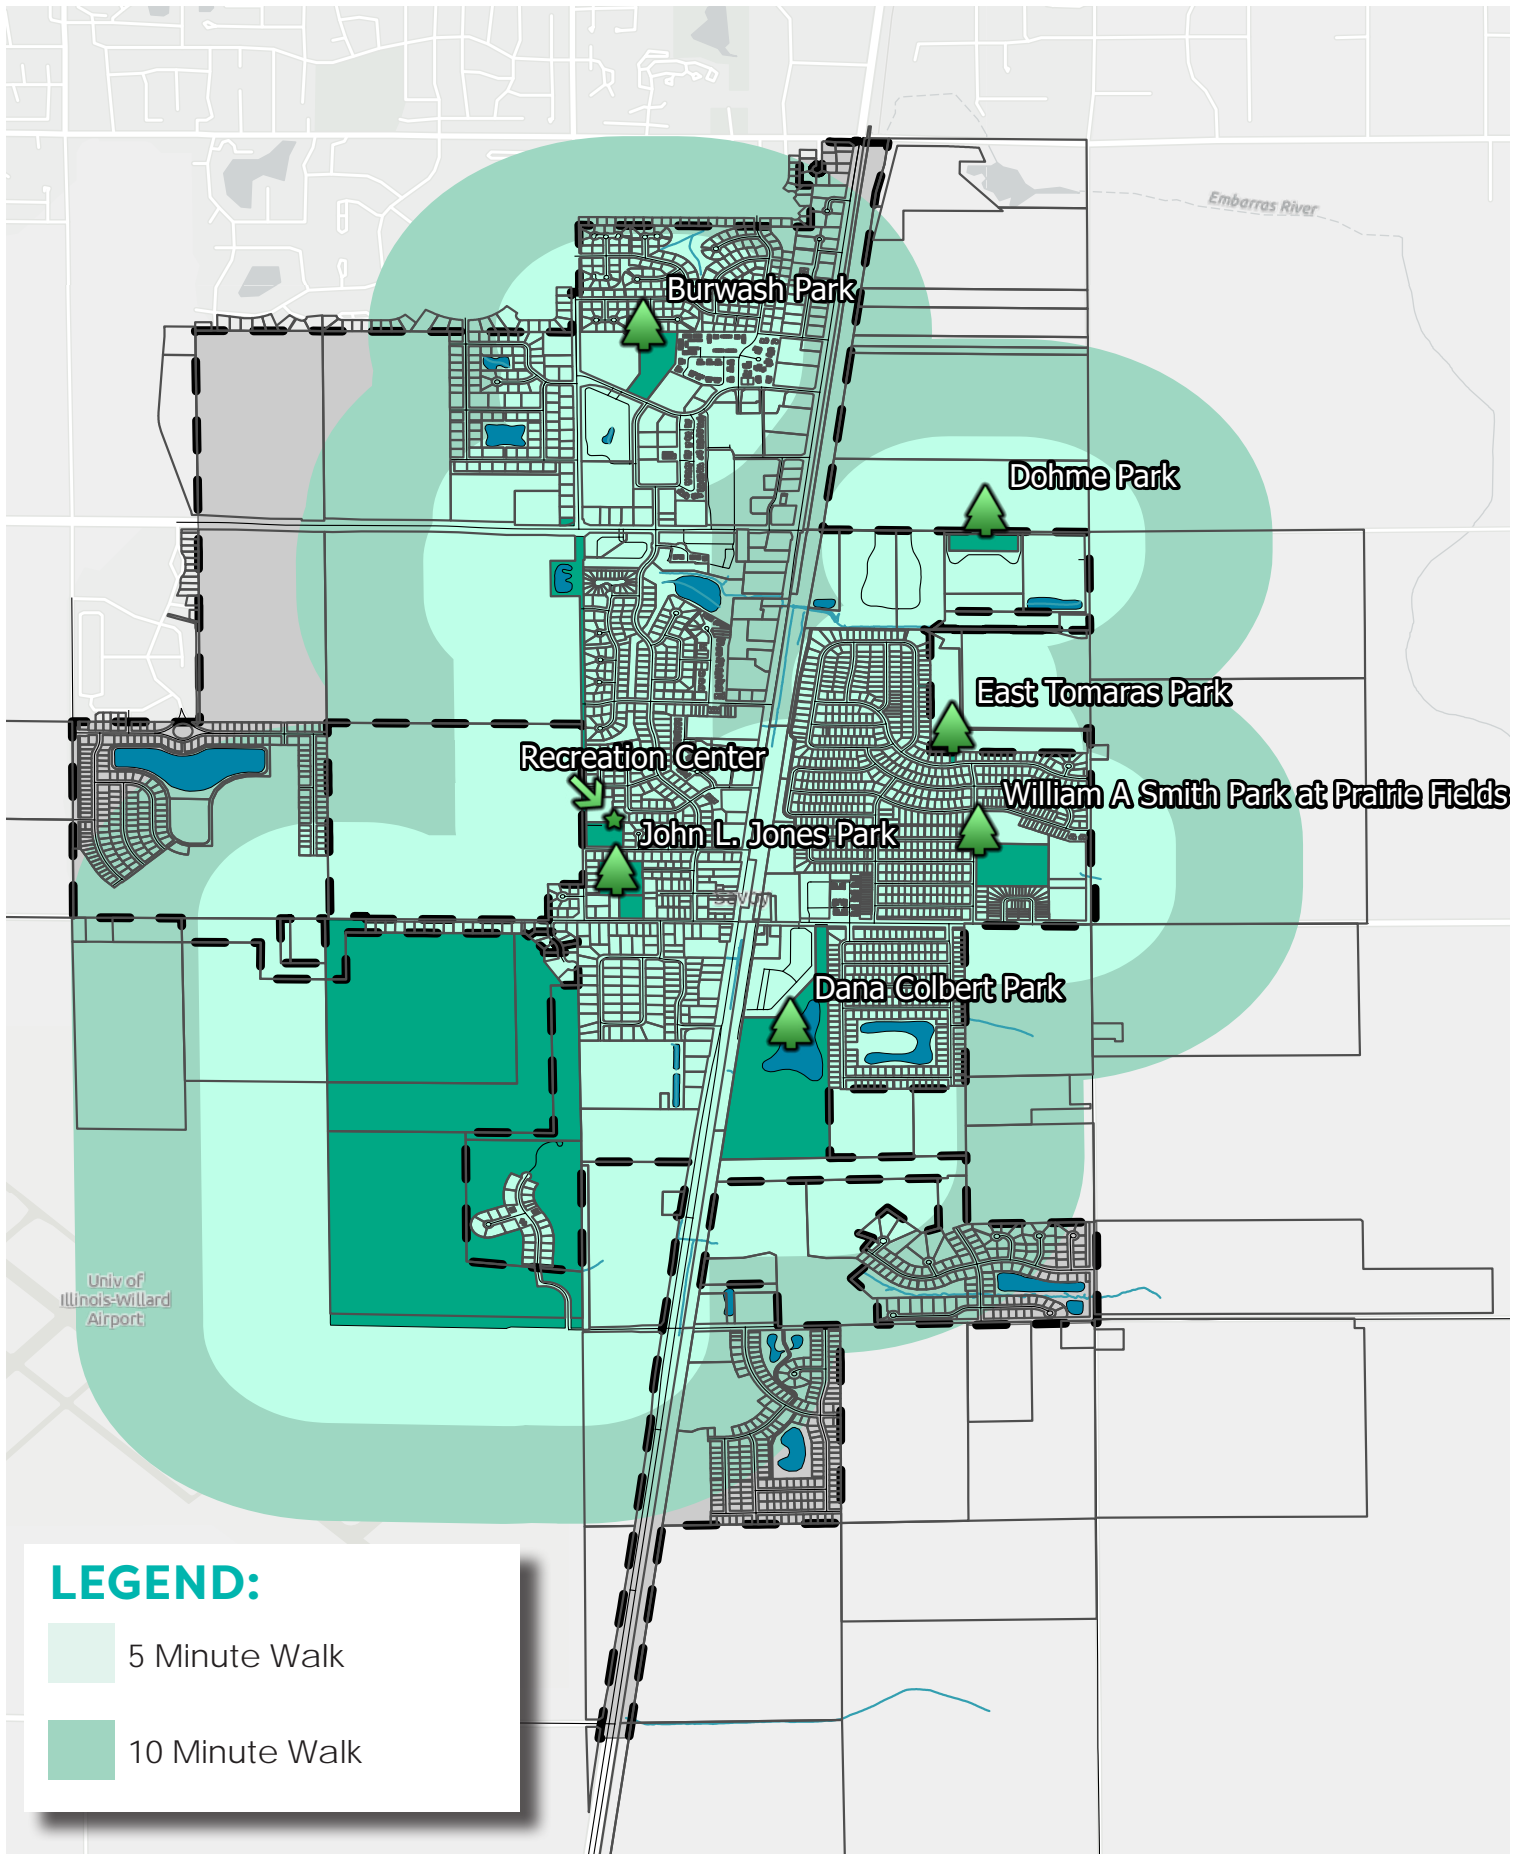 Embarras River
Burwash Park
Dohme Park
East Tomaras Park
Recreation Center
William A Smith Park at Prairie Fields
John L. Jones Park
Savoy
Dana Colbert Park
Univ of
Illinois-Willard
Airport
LEGEND:
5 Minute Walk
10 Minute Walk